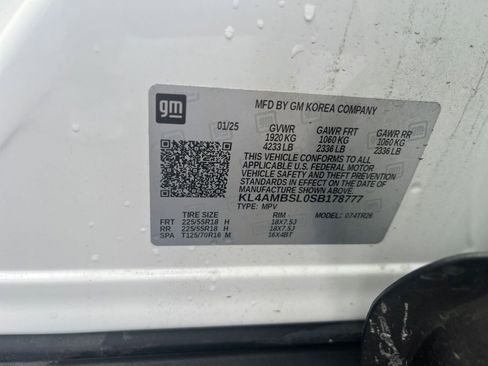 gm
MFD BY GM KOREA COMPANY
01/25 GVWR GAWR FRT GAWR RR
1920 KG 1060 KG 1060 KG
4233 LB 2336 LB 2336 LB
THIS VEHICLE CONFORMS TO ALL
APPLICABLE U.S. FEDERAL MOTOR
VEHICLE SAFETY AND THEFT PREVENTION
STANDARDS IN EFFECT ON THE DATE OF
MANUFACTURE SHOWN ABOVE.
KL4AMBSL0SB178777
TYPE: MPV
TIRE SIZE RIM MODEL: 074TR26
FRT 225/55R18 H 18X7.5J
RR 225/55R18 H 18X7.5J
SPA T125/70R16 M 16X4BT